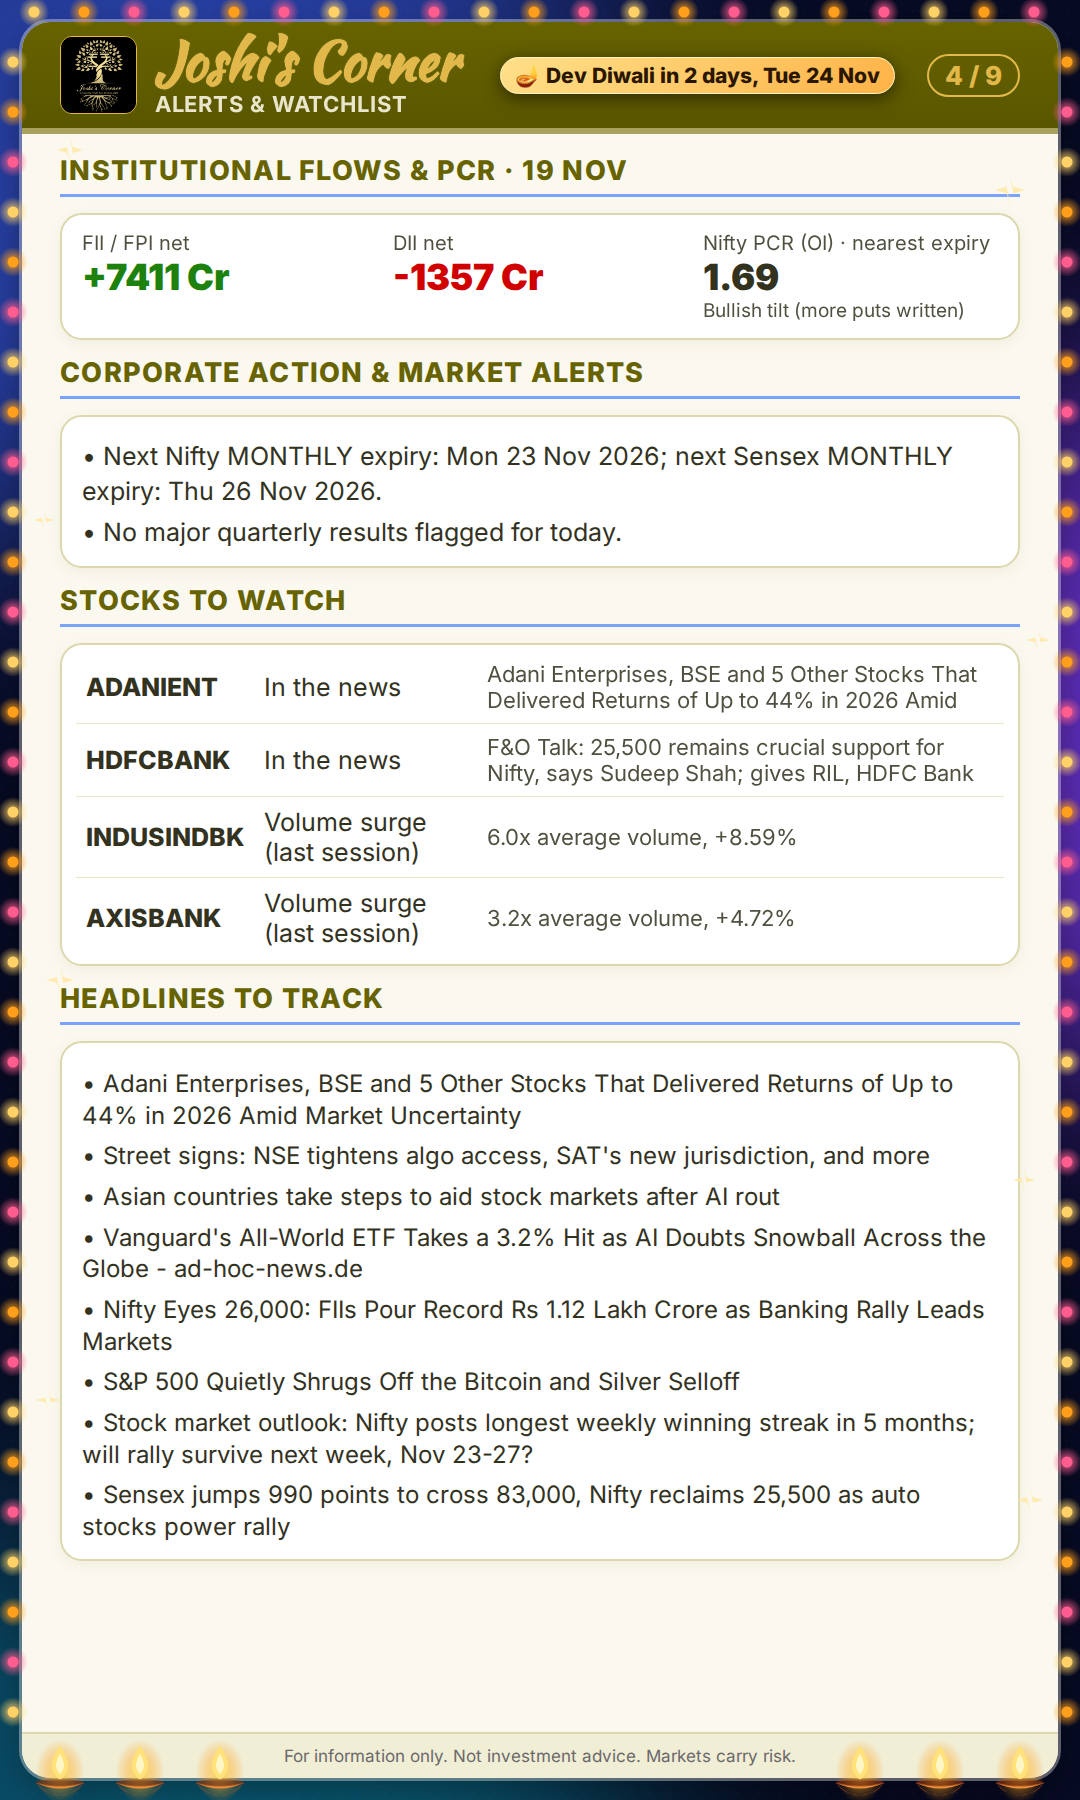 Joshi's Corner
Joshi's Corner
ALERTS & WATCHLIST
🪔 Dev Diwali in 2 days, Tue 24 Nov
4 / 9
INSTITUTIONAL FLOWS & PCR · 19 NOV
FII / FPI net
+7411 Cr
DII net
-1357 Cr
Nifty PCR (OI) · nearest expiry
1.69
Bullish tilt (more puts written)
CORPORATE ACTION & MARKET ALERTS
• Next Nifty MONTHLY expiry: Mon 23 Nov 2026; next Sensex MONTHLY
expiry: Thu 26 Nov 2026.
• No major quarterly results flagged for today.
STOCKS TO WATCH
ADANIENT
In the news
Adani Enterprises, BSE and 5 Other Stocks That
Delivered Returns of Up to 44% in 2026 Amid
HDFCBANK
In the news
F&O Talk: 25,500 remains crucial support for
Nifty, says Sudeep Shah; gives RIL, HDFC Bank
INDUSINDBK
Volume surge
(last session)
6.0x average volume, +8.59%
AXISBANK
Volume surge
(last session)
3.2x average volume, +4.72%
HEADLINES TO TRACK
• Adani Enterprises, BSE and 5 Other Stocks That Delivered Returns of Up to
44% in 2026 Amid Market Uncertainty
• Street signs: NSE tightens algo access, SAT's new jurisdiction, and more
• Asian countries take steps to aid stock markets after AI rout
• Vanguard's All-World ETF Takes a 3.2% Hit as AI Doubts Snowball Across the
Globe - ad-hoc-news.de
• Nifty Eyes 26,000: FIIs Pour Record Rs 1.12 Lakh Crore as Banking Rally Leads
Markets
• S&P 500 Quietly Shrugs Off the Bitcoin and Silver Selloff
• Stock market outlook: Nifty posts longest weekly winning streak in 5 months;
will rally survive next week, Nov 23-27?
• Sensex jumps 990 points to cross 83,000, Nifty reclaims 25,500 as auto
stocks power rally
For information only. Not investment advice. Markets carry risk.